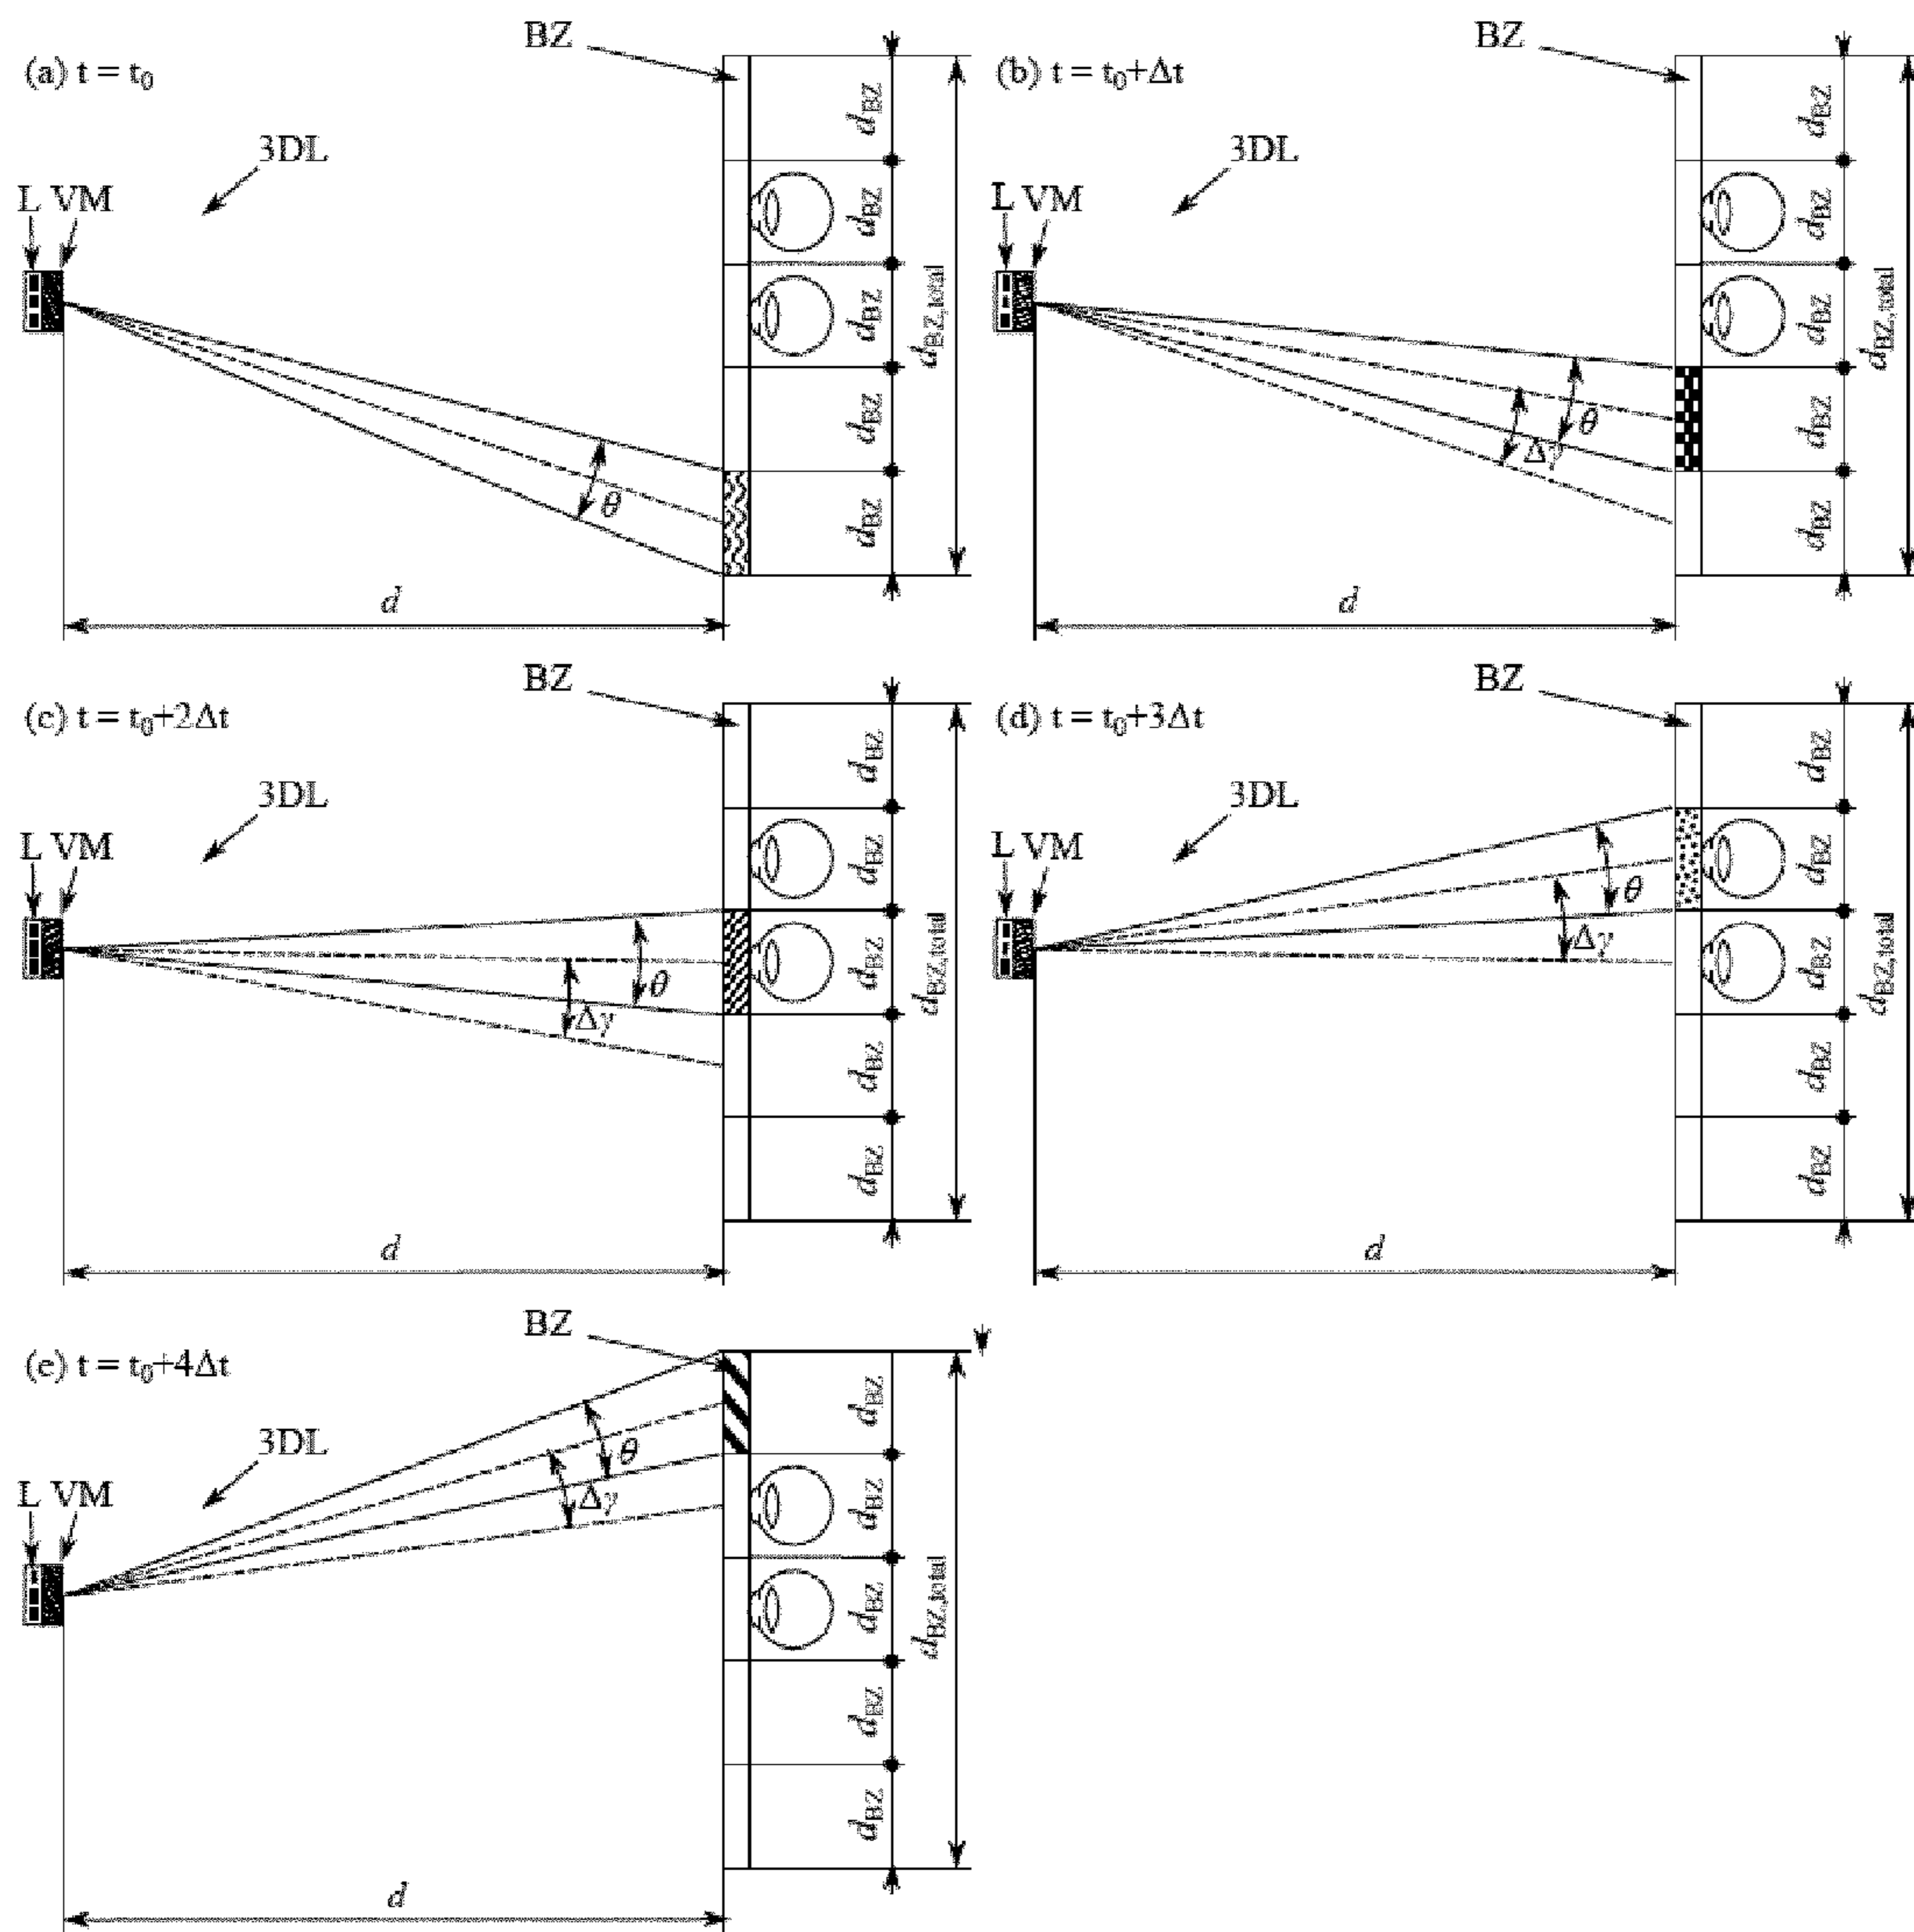 (a) t = t₀
BZ
3DL
L VM
θ
d
d_BZ
d_BZ
d_BZ
d_BZ
d_BZ
d_BZ,total
(b) t = t₀+Δt
BZ
3DL
L VM
θ
Δγ
d
d_BZ
d_BZ
d_BZ
d_BZ
d_BZ
d_BZ,total
(c) t = t₀+2Δt
BZ
3DL
L VM
θ
Δγ
d
d_BZ
d_BZ
d_BZ
d_BZ
d_BZ
d_BZ,total
(d) t = t₀+3Δt
BZ
3DL
L VM
θ
Δγ
d
d_BZ
d_BZ
d_BZ
d_BZ
d_BZ
d_BZ,total
(e) t = t₀+4Δt
BZ
3DL
L VM
θ
Δγ
d
d_BZ
d_BZ
d_BZ
d_BZ
d_BZ
d_BZ,total